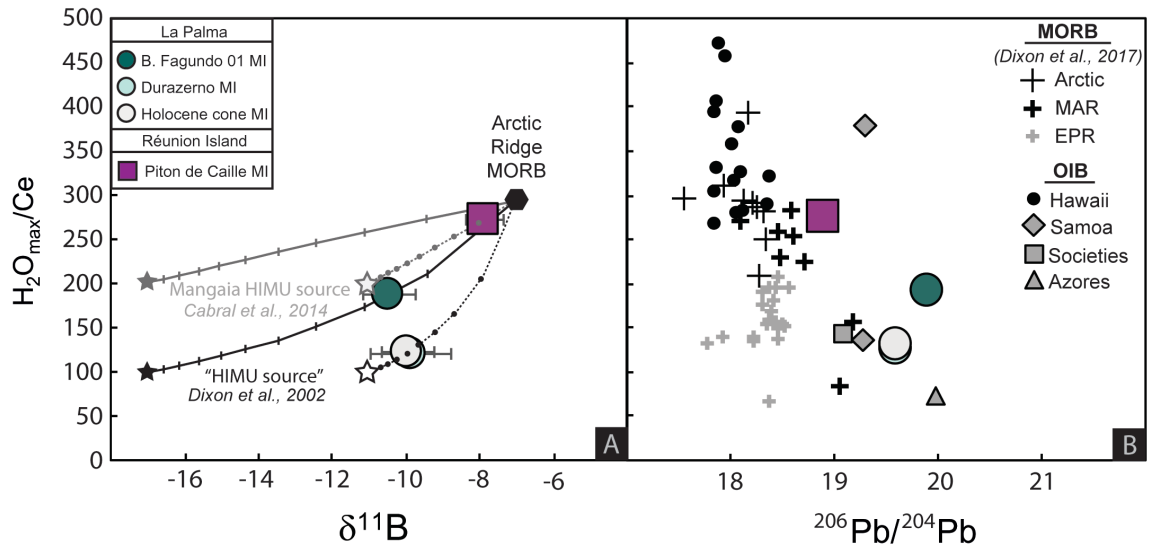 500
450
400
350
300
250
200
150
100
50
0
H₂Omax/Ce
La Palma
B. Fagundo 01 MI
Durazerno MI
Holocene cone MI
Réunion Island
Piton de Caille MI
Arctic
Ridge
MORB
Mangaia HIMU source
Cabral et al., 2014
“HIMU source”
Dixon et al., 2002
A
-16
-14
-12
-10
-8
-6
δ¹¹B
MORB
(Dixon et al., 2017)
Arctic
MAR
EPR
OIB
Hawaii
Samoa
Societies
Azores
B
18
19
20
21
²⁰⁶Pb/²⁰⁴Pb